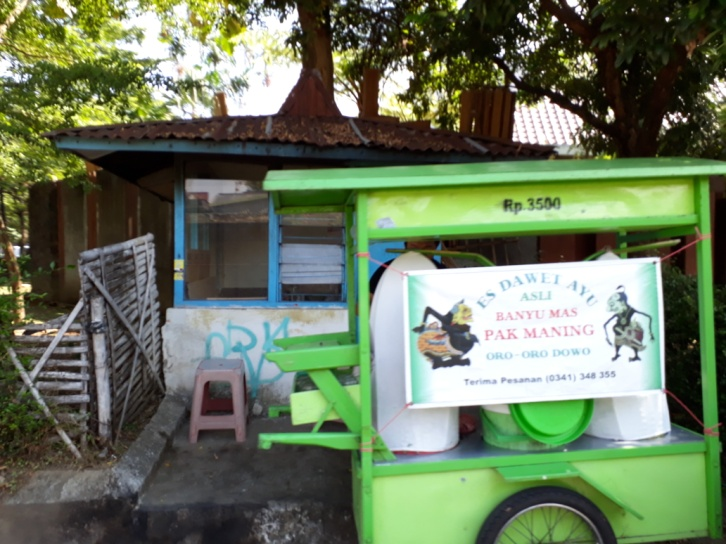 Rp.3500
ES DAWET AYU
ASLI
BANYU MAS
PAK MANING
ORO-ORO DOWO
Terima Pesanan (0341) 348 355